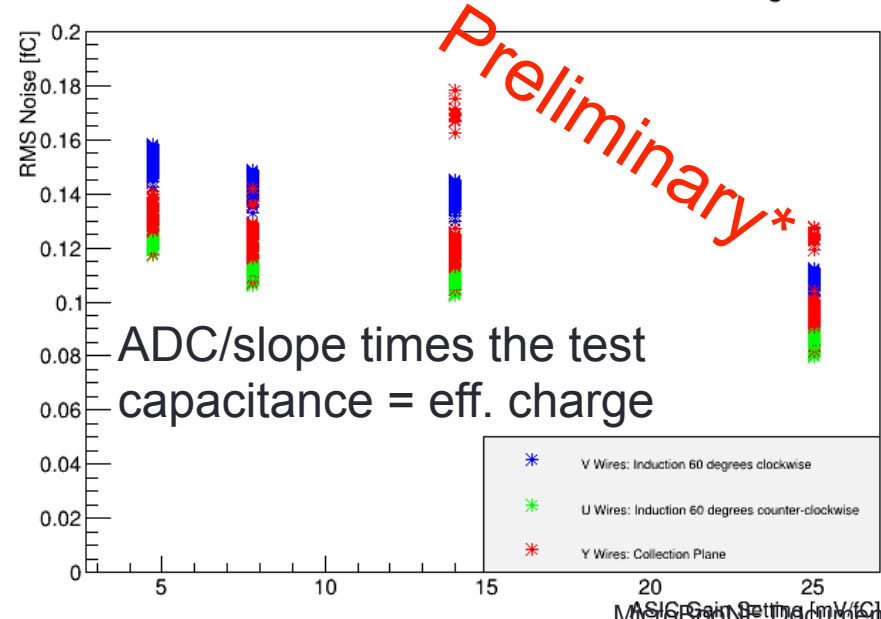 Preliminary*
RMS Noise [fC]
0.2
0.18
0.16
0.14
0.12
0.1
0.08
0.06
0.04
0.02
0
ADC/slope times the test
capacitance = eff. charge
V Wires: Induction 60 degrees clockwise
U Wires: Induction 60 degrees counter-clockwise
Y Wires: Collection Plane
5 10 15 20 25
ASIC Gain Setting [mV/fC]